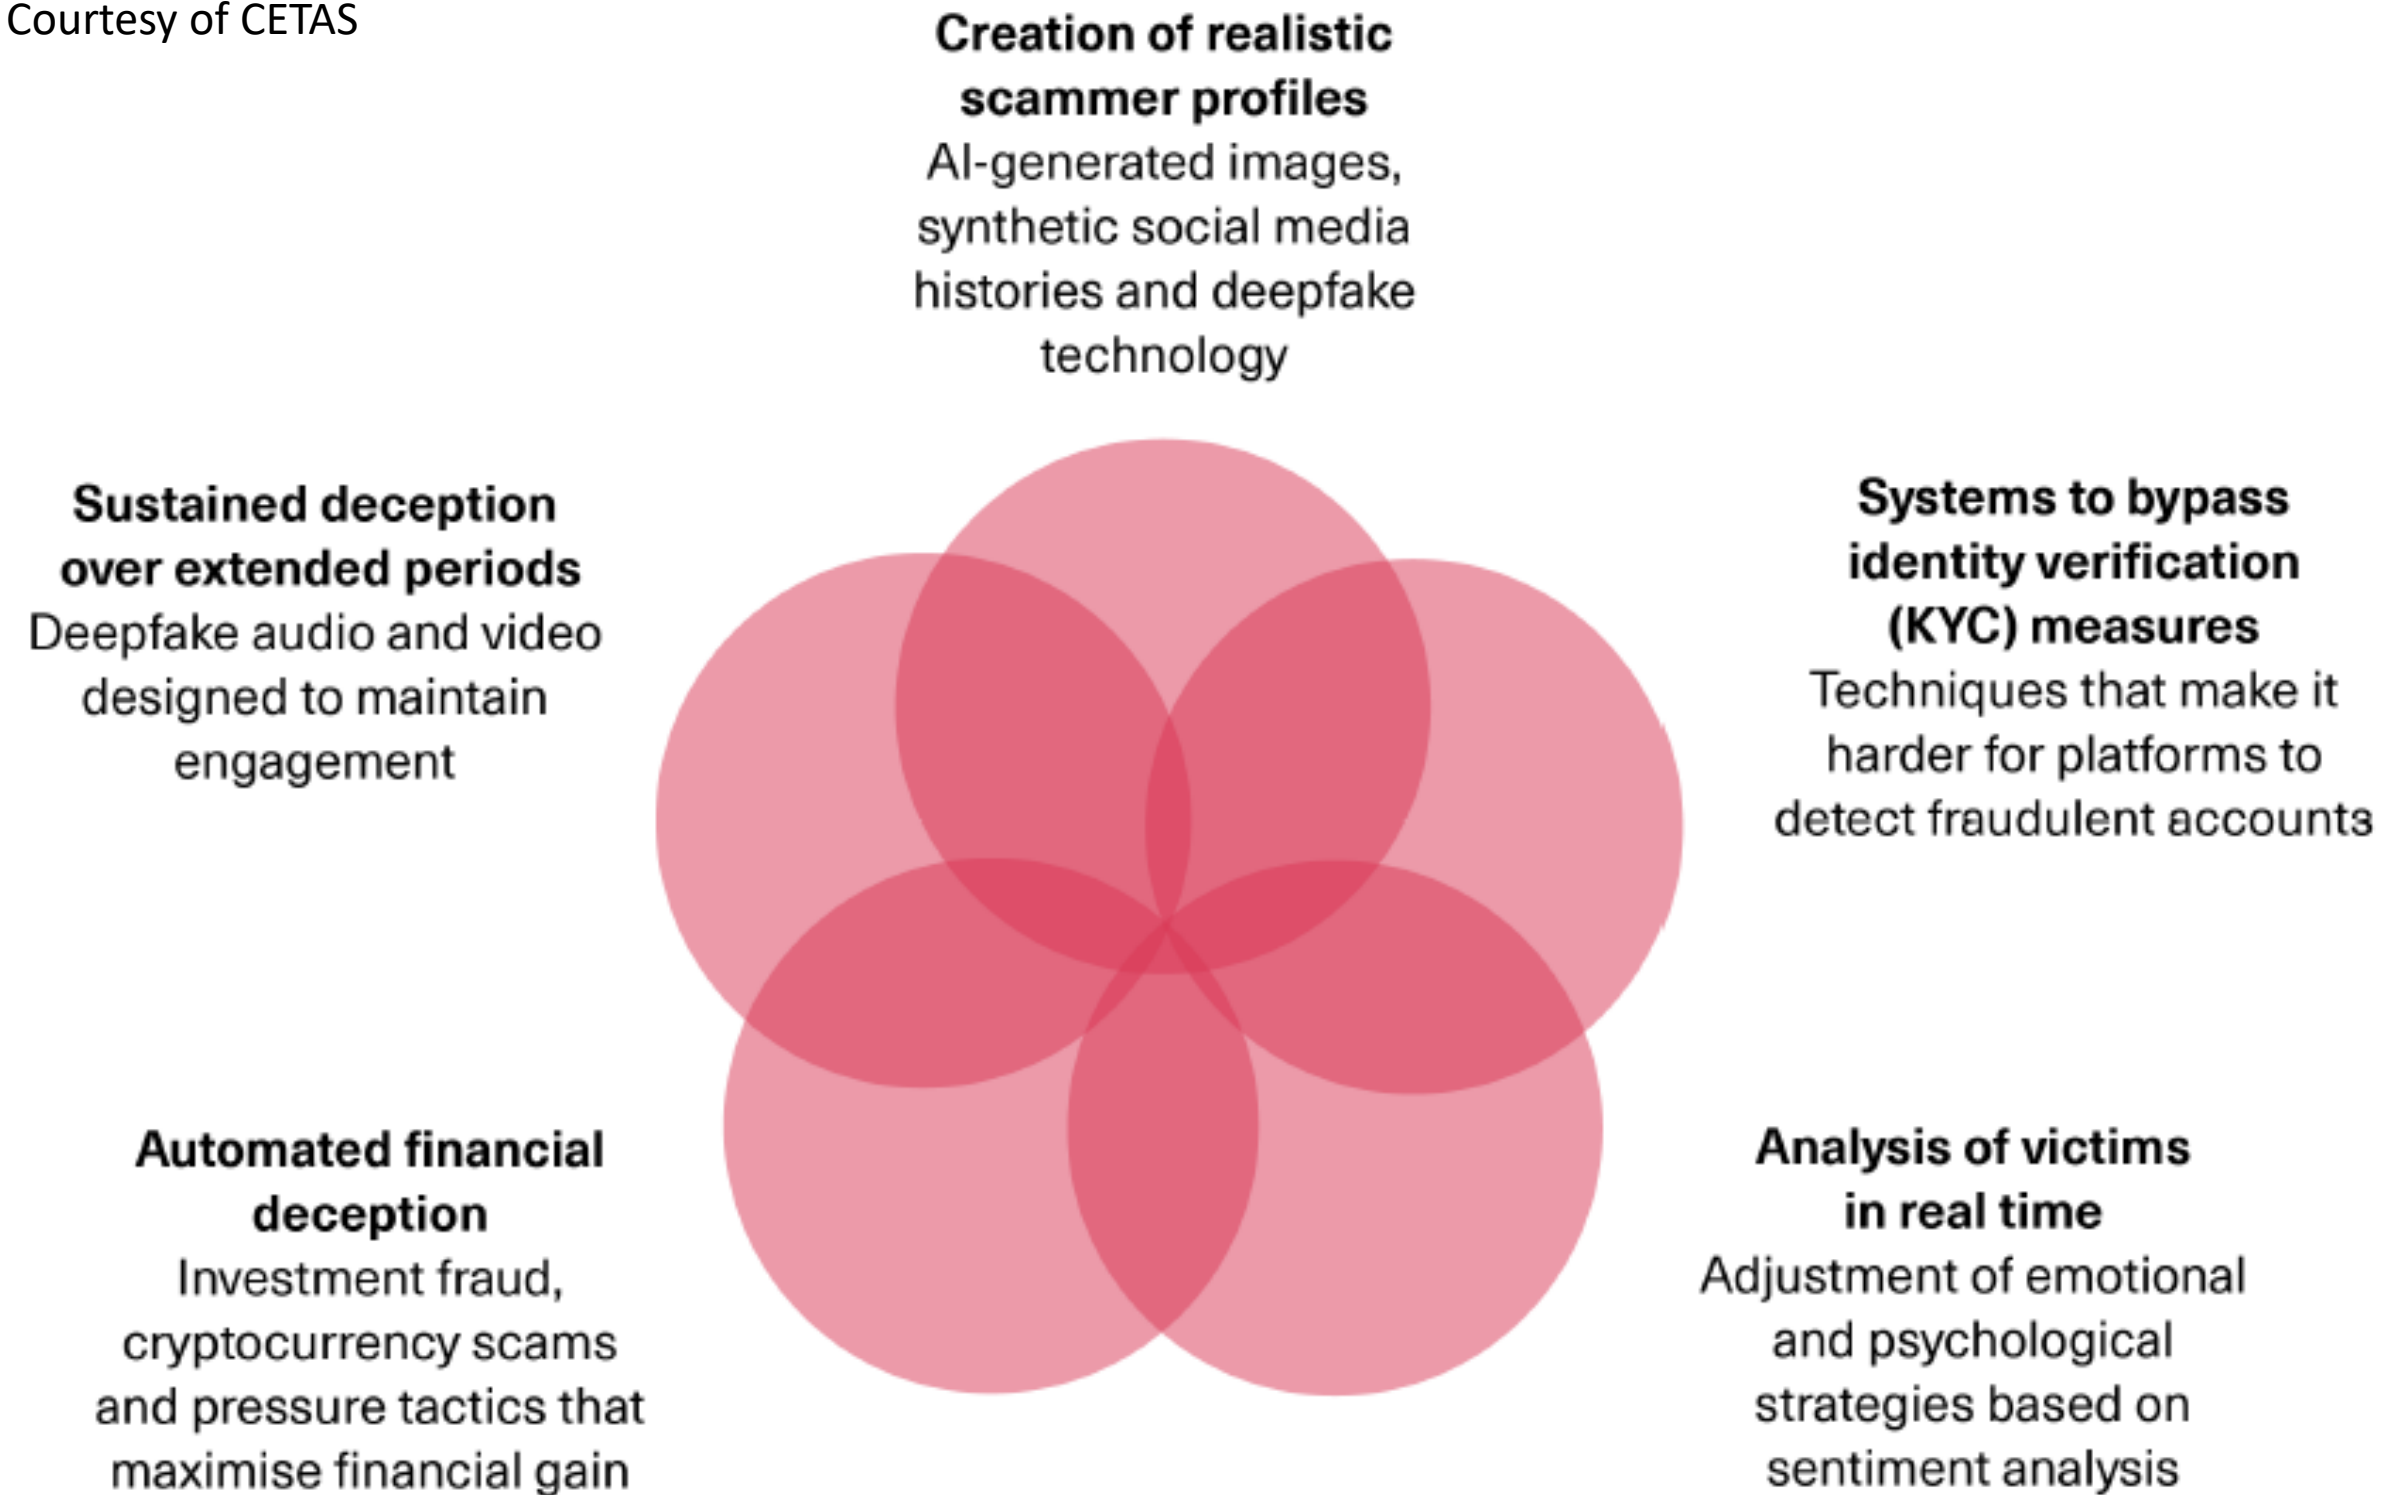 Courtesy of CETAS
Creation of realistic
scammer profiles
AI-generated images,
synthetic social media
histories and deepfake
technology
Sustained deception
over extended periods
Deepfake audio and video
designed to maintain
engagement
Systems to bypass
identity verification
(KYC) measures
Techniques that make it
harder for platforms to
detect fraudulent accounts
Automated financial
deception
Investment fraud,
cryptocurrency scams
and pressure tactics that
maximise financial gain
Analysis of victims
in real time
Adjustment of emotional
and psychological
strategies based on
sentiment analysis